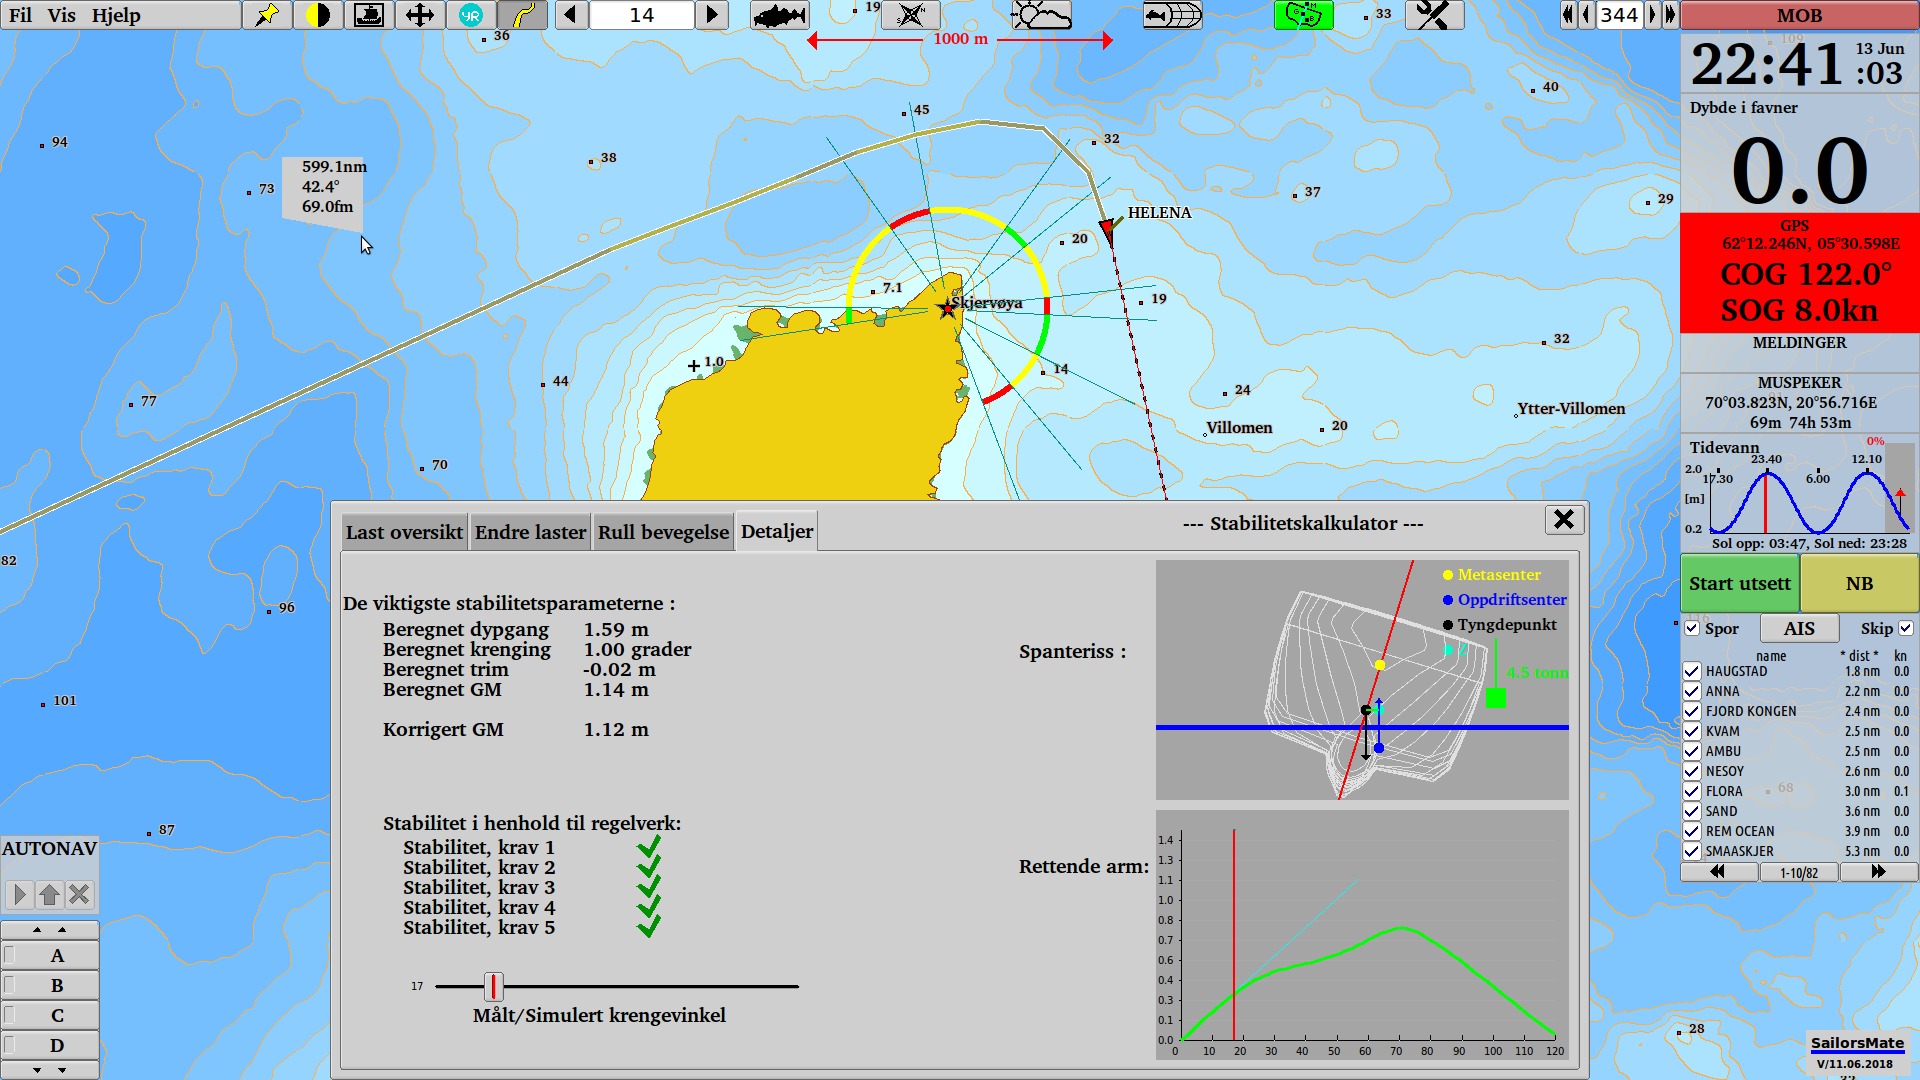 Fil Vis Hjelp
YR
14
344
MOB
22:41 13 Jun :03
Dybde i favner
0.0
GPS
62°12.246N, 05°30.598E
COG 122.0°
SOG 8.0kn
MELDINGER
MUSPEKER
70°03.823N, 20°56.716E
69m 74h 53m
Tidevann
0%
23.40 12.10
2.0
17.30 6.00
[m]
0.2
Sol opp: 03:47, Sol ned: 23:28
Start utsett NB
Spor AIS Skip
name * dist * kn
HAUGSTAD 1.8 nm 0.0
ANNA 2.2 nm 0.0
FJORD KONGEN 2.4 nm 0.0
KVAM 2.5 nm 0.0
AMBU 2.5 nm 0.0
NESOY 2.6 nm 0.0
FLORA 3.0 nm 0.1
SAND 3.6 nm 0.0
REM OCEAN 3.9 nm 0.0
SMAASKJER 5.3 nm 0.0
1-10/82
SailorsMate
V/11.06.2018
19
33
36
1000 m
109
40
45
94
38
32
599.1nm
42.4°
69.0fm
73
37
29
HELENA
20
7.1
Skjervøya
19
32
1.0
14
44
24
77
Ytter-Villomen
Villomen
20
70
82
96
116
101
68
87
28
32
AUTONAV
A
B
C
D
Last oversikt Endre laster Rull bevegelse Detaljer
--- Stabilitetskalkulator ---
De viktigste stabilitetsparameterne :
Beregnet dypgang 1.59 m
Beregnet krenging 1.00 grader
Beregnet trim -0.02 m
Beregnet GM 1.14 m
Korrigert GM 1.12 m
Stabilitet i henhold til regelverk:
Stabilitet, krav 1
Stabilitet, krav 2
Stabilitet, krav 3
Stabilitet, krav 4
Stabilitet, krav 5
17
Målt/Simulert krengevinkel
Spanteriss :
Metasenter
Oppdriftsenter
Tyngdepunkt
Z
4.5 tonn
Rettende arm:
1.4
1.3
1.1
1.0
0.8
0.7
0.6
0.4
0.3
0.1
0.0
0 10 20 30 40 50 60 70 80 90 100 110 120